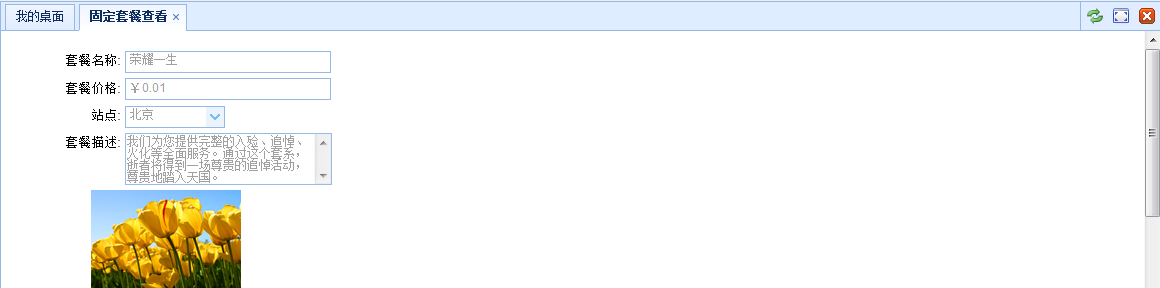 我的桌面 固定套餐查看
套餐名称: 荣耀一生
套餐价格: ￥0.01
站点: 北京
套餐描述: 我们为您提供完整的入殓、追悼、
火化等全面服务。通过这个套系，
逝者将得到一场尊贵的追悼活动，
尊贵地踏入天国。